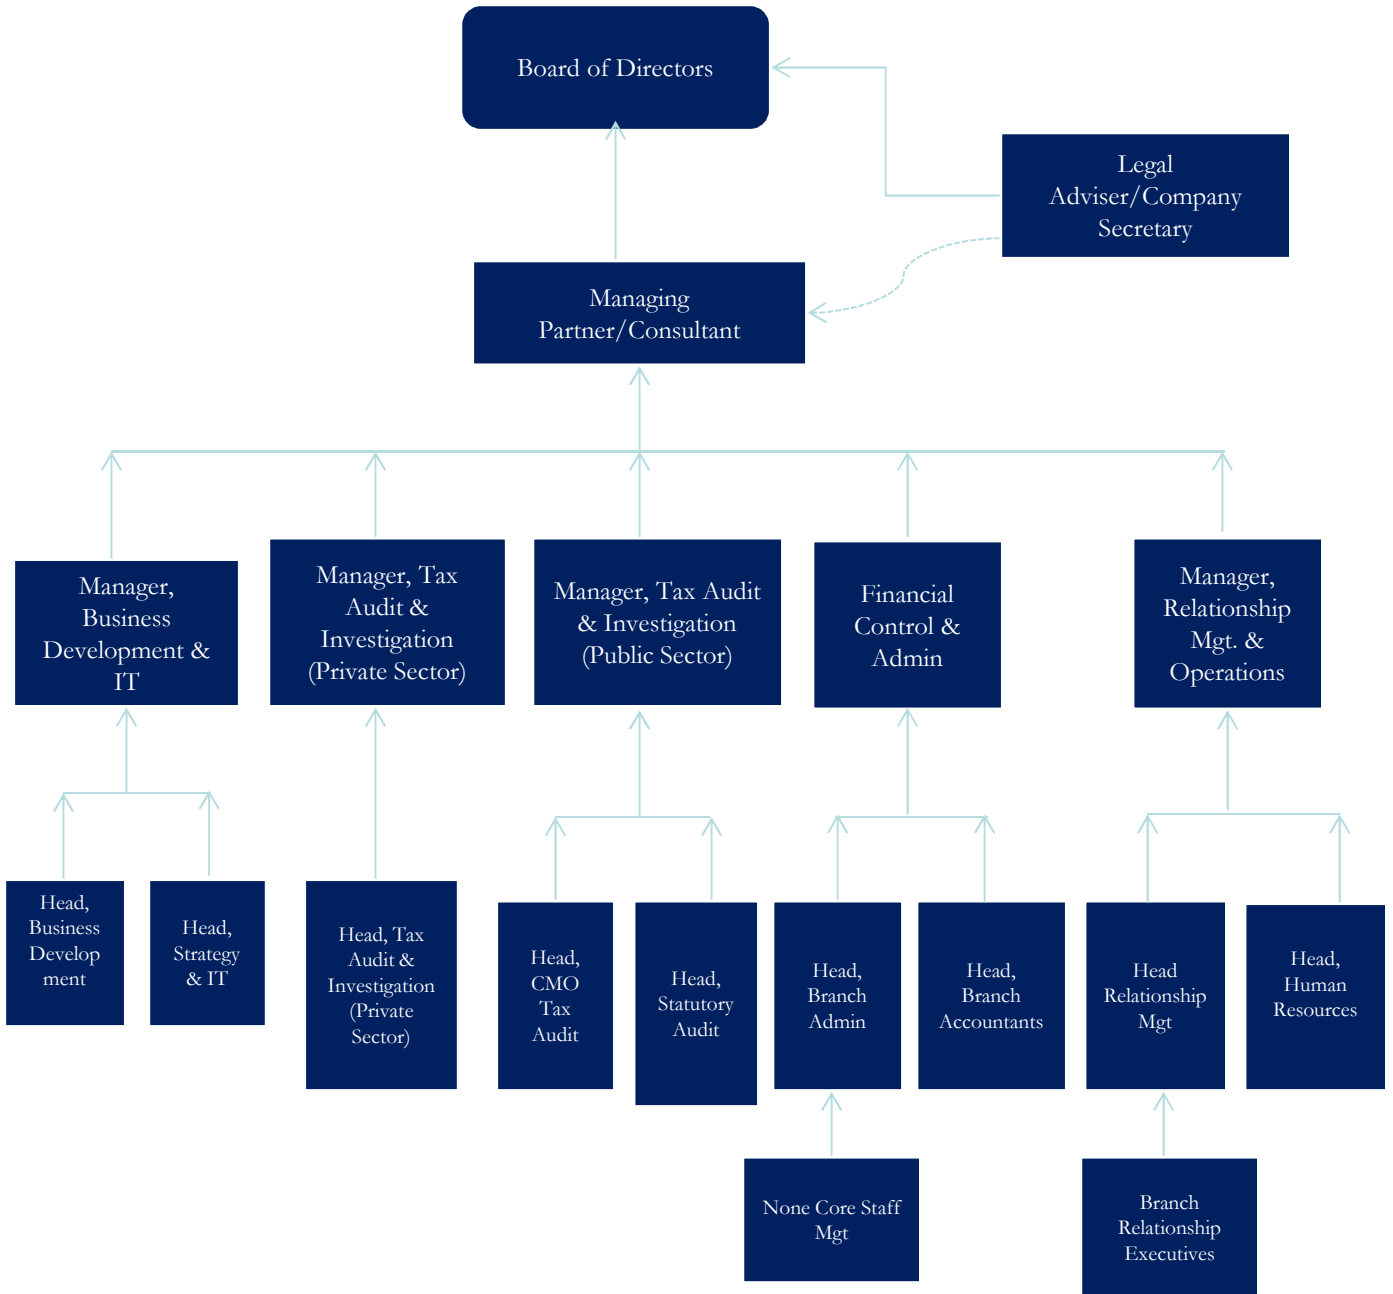 Board of Directors
Legal
Adviser/Company
Secretary
Managing
Partner/Consultant
Manager,
Business
Development &
IT
Manager, Tax
Audit &
Investigation
(Private Sector)
Manager, Tax Audit
& Investigation
(Public Sector)
Financial
Control &
Admin
Manager,
Relationship
Mgt. &
Operations
Head,
Business
Develop
ment
Head,
Strategy
& IT
Head, Tax
Audit &
Investigation
(Private
Sector)
Head,
CMO
Tax
Audit
Head,
Statutory
Audit
Head,
Branch
Admin
Head,
Branch
Accountants
Head
Relationship
Mgt
Head,
Human
Resources
None Core Staff
Mgt
Branch
Relationship
Executives